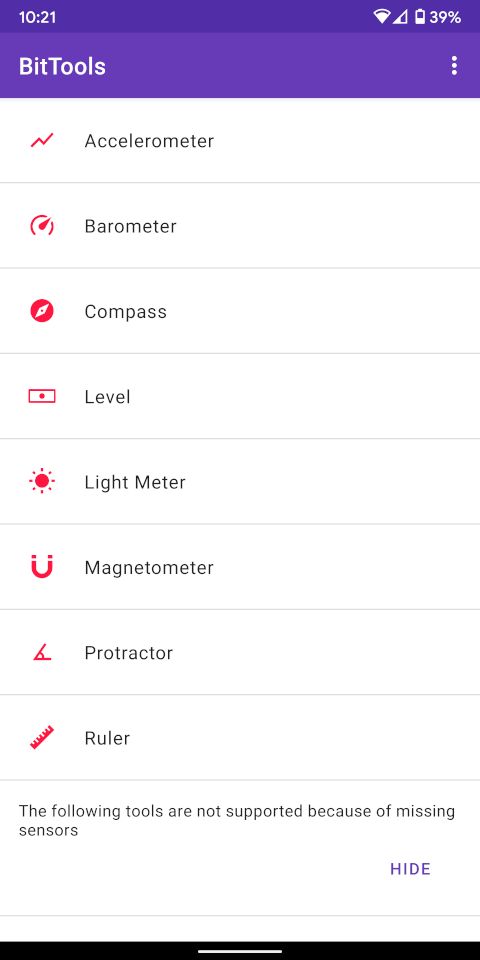 10:21
39%
BitTools
Accelerometer
Barometer
Compass
Level
Light Meter
Magnetometer
Protractor
Ruler
The following tools are not supported because of missing
sensors
HIDE